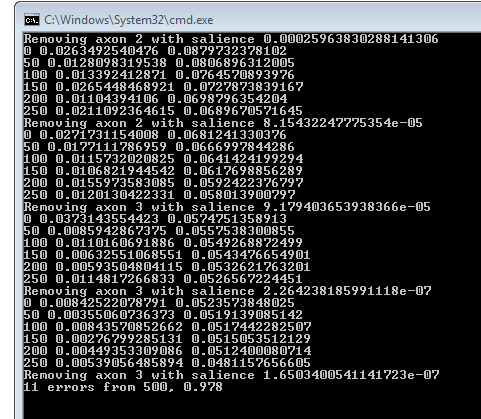 C:\Windows\System32\cmd.exe
Removing axon 2 with salience 0.00025963830288141306
0 0.0263492540476 0.0879732378102
50 0.0128098319538 0.0806896312005
100 0.013392412871 0.0764570893976
150 0.0265448468921 0.0727873839167
200 0.01104394106 0.0698796354204
250 0.0211092364615 0.0689670571645
Removing axon 2 with salience 8.15432247775354e-05
0 0.0271731154008 0.0681241330376
50 0.0177111786959 0.0666997844286
100 0.0115732020825 0.0641424199294
150 0.0106821944542 0.0617698856289
200 0.0155973583085 0.0592422376797
250 0.0120130422331 0.058013900797
Removing axon 3 with salience 9.179403653938366e-05
0 0.0373143554423 0.0574751358913
50 0.0085942867375 0.0557538300855
100 0.0110160691886 0.0549268872499
150 0.00632551068551 0.0543476654901
200 0.00593504804115 0.0532621763201
250 0.0114817266833 0.0526567224451
Removing axon 3 with salience 2.264238185991118e-07
0 0.00842522078791 0.0523573848025
50 0.00355060736373 0.0519139085142
100 0.00843570852662 0.0517442282507
150 0.00276799285131 0.0515053512129
200 0.00449353309086 0.0512400080714
250 0.00539056485894 0.0481157656605
Removing axon 3 with salience 1.6503400541141723e-07
11 errors from 500, 0.978